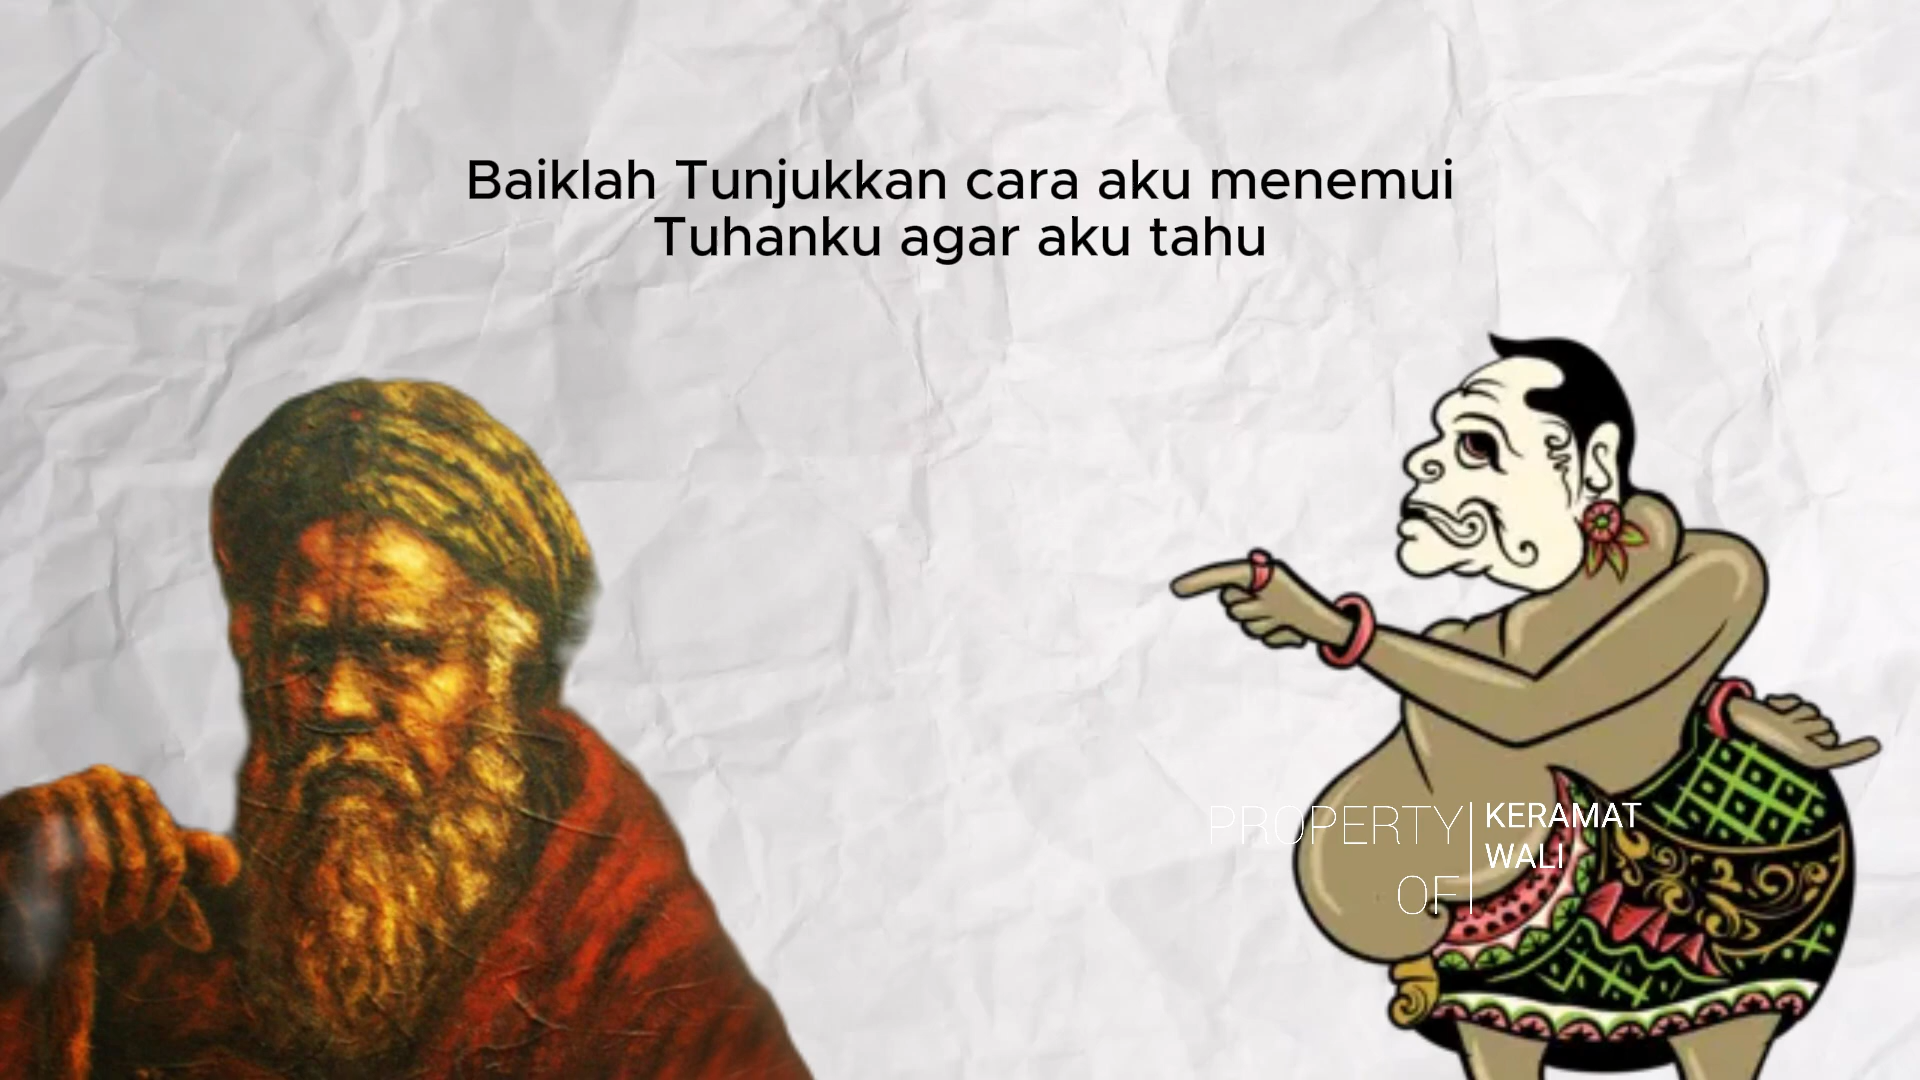 Baiklah Tunjukkan cara aku menemui
Tuhanku agar aku tahu
PROPERTY OF
KERAMAT
WALI